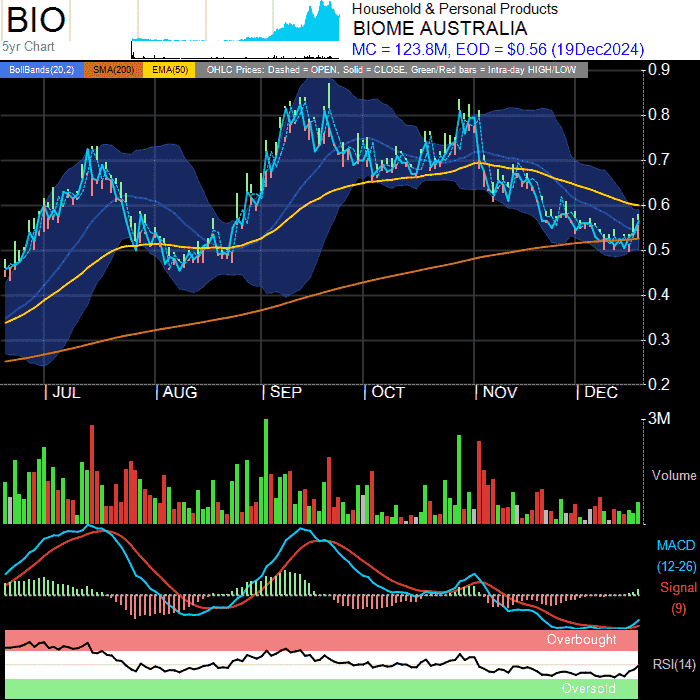 BIO
5yr Chart
Household & Personal Products
BIOME AUSTRALIA
MC = 123.8M, EOD = $0.56 (19Dec2024)
BollBands(20,2) SMA(200) EMA(50) OHLC Prices: Dashed = OPEN, Solid = CLOSE, Green/Red bars = Intra-day HIGH/LOW
0.9
0.8
0.7
0.6
0.5
0.4
0.3
0.2
| JUL | AUG | SEP | OCT | NOV | DEC
3M
Volume
MACD
(12-26)
Signal
(9)
Overbought
RSI(14)
Oversold